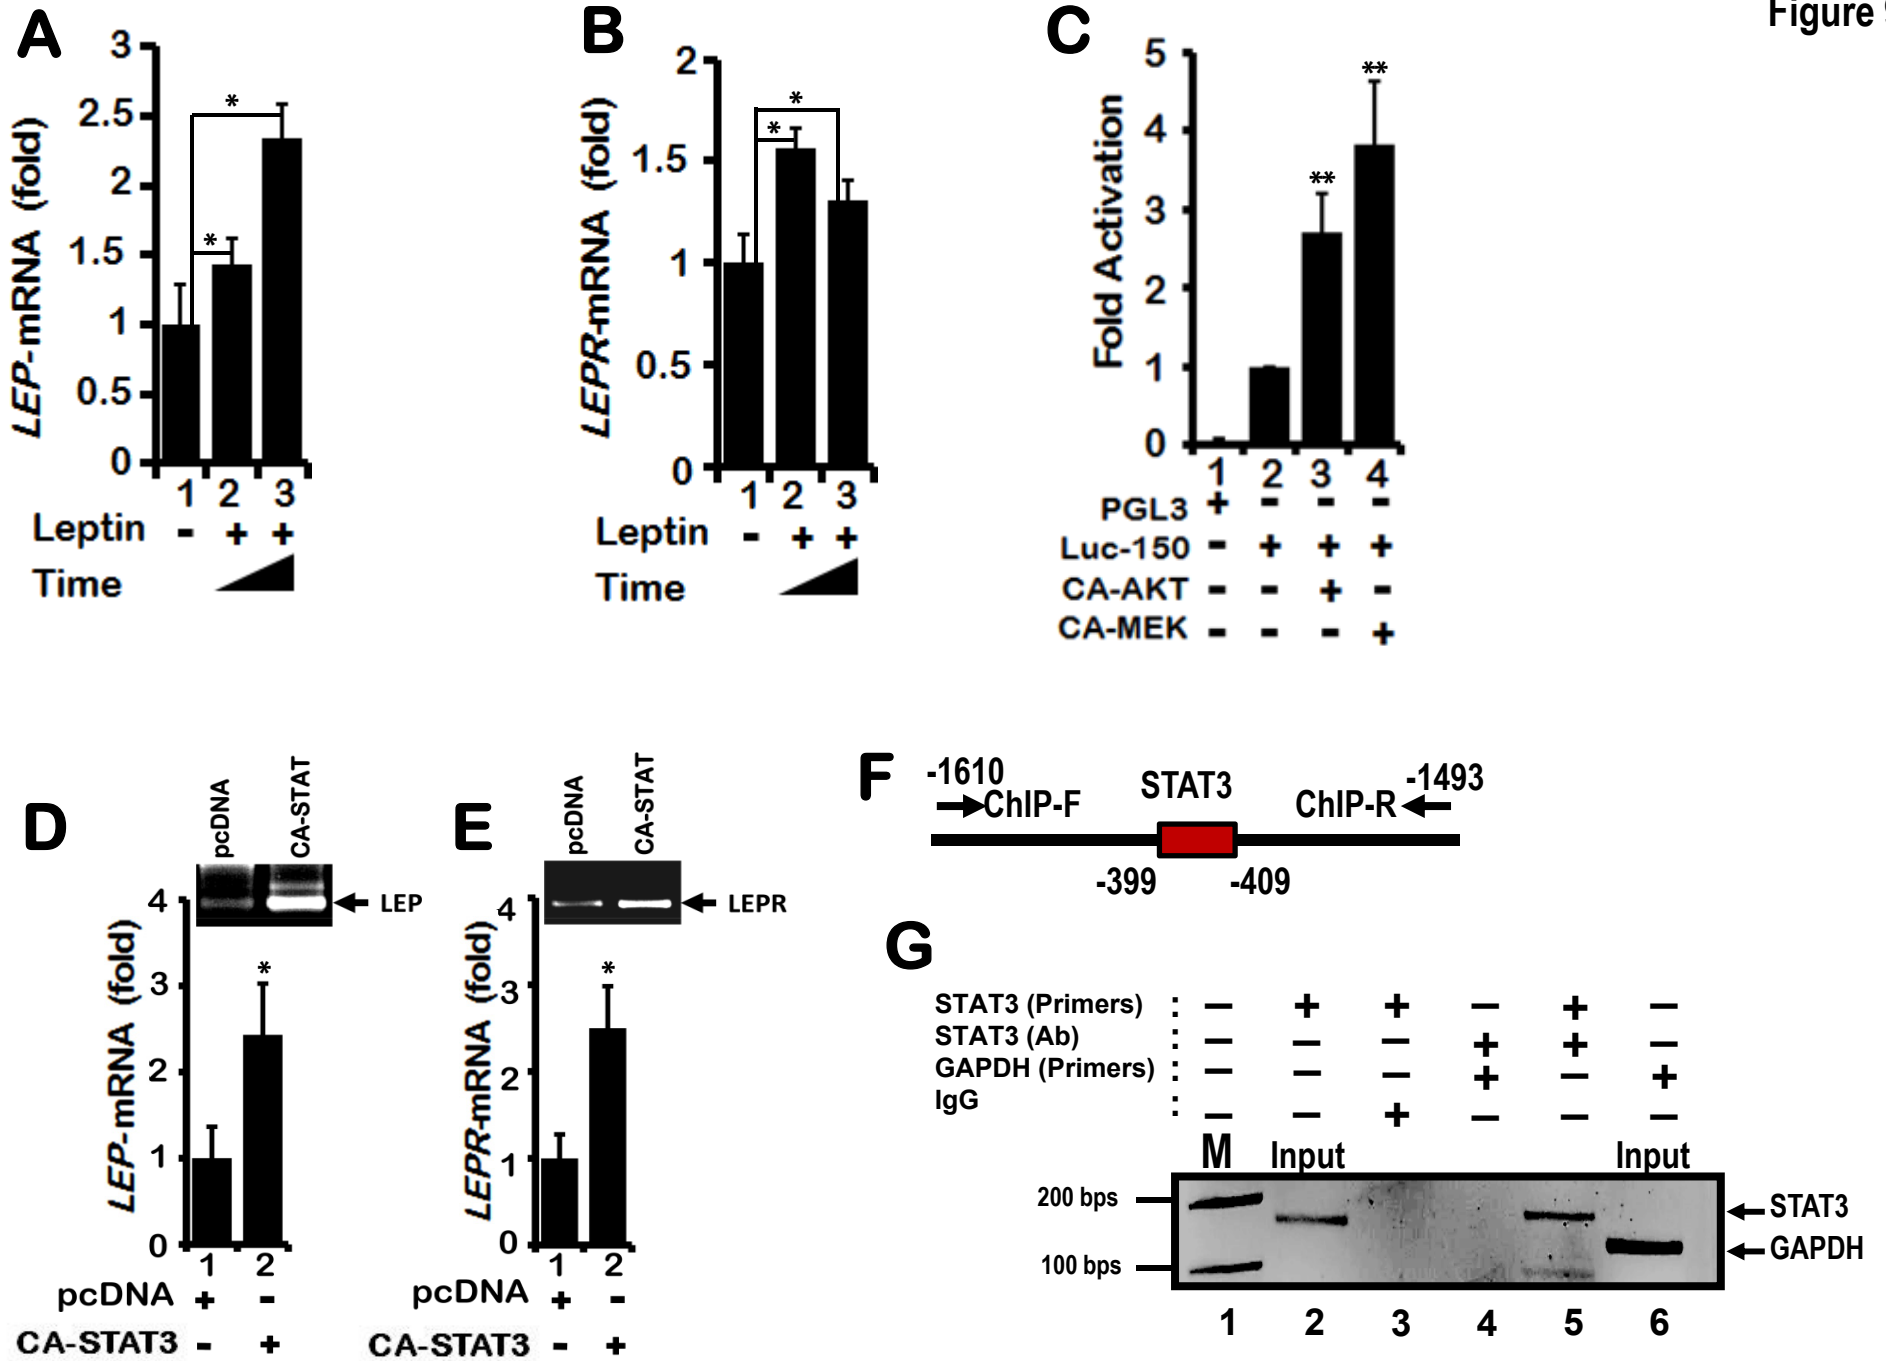 Figure
A
3
2.5
2
1.5
1
0.5
0
LEP-mRNA (fold)
*
*
1 2 3
Leptin - + +
Time
B
2
1.5
1
0.5
0
LEPR-mRNA (fold)
*
*
1 2 3
Leptin - + +
Time
C
5
4
3
2
1
0
Fold Activation
**
**
1 2 3 4
PGL3 + - - -
Luc-150 - + + +
CA-AKT - - + -
CA-MEK - - - +
D
pcDNA
CA-STAT
LEP
4
3
2
1
0
LEP-mRNA (fold)
*
1 2
pcDNA + -
CA-STAT3 - +
E
pcDNA
CA-STAT
LEPR
4
3
2
1
0
LEPR-mRNA (fold)
*
1 2
pcDNA + -
CA-STAT3 - +
F
-1610 STAT3 -1493
ChIP-F ChIP-R
-399 -409
G
STAT3 (Primers) : — + + — + —
STAT3 (Ab) : — — — + + —
GAPDH (Primers) : — — — + — +
IgG : — — + — — —
M Input Input
200 bps
100 bps
STAT3
GAPDH
1 2 3 4 5 6